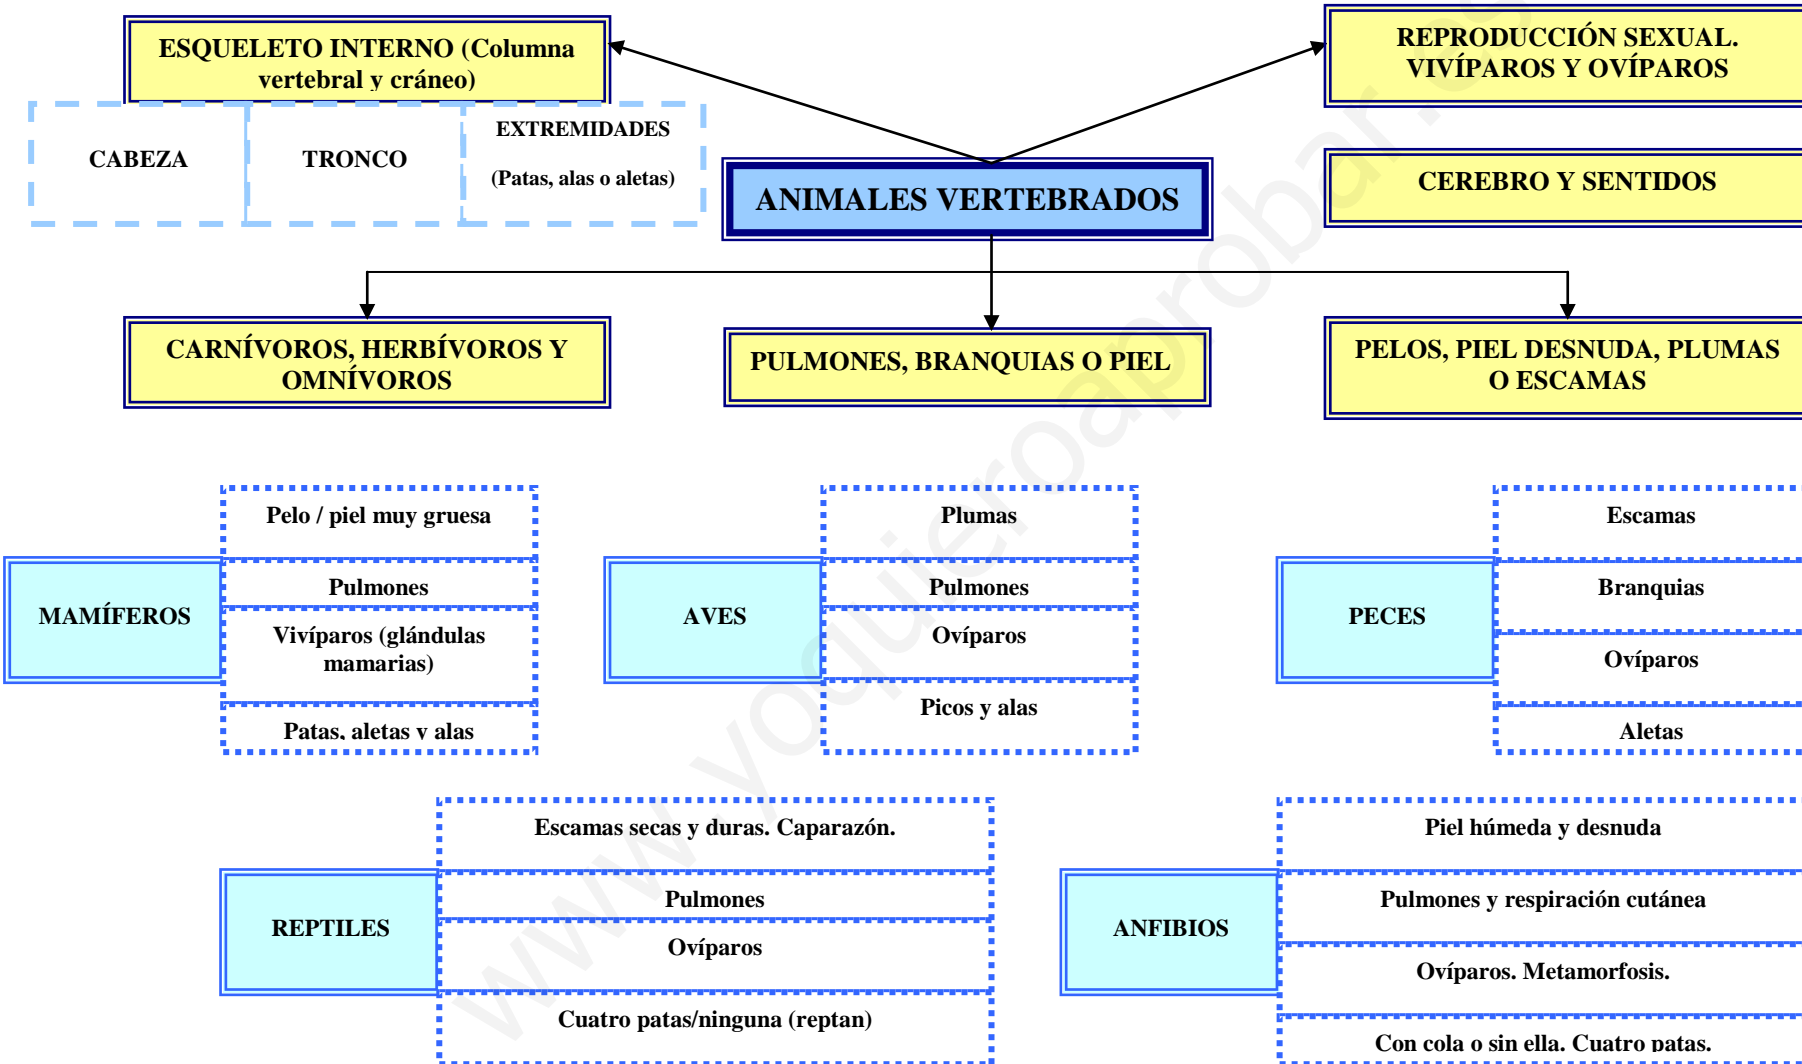 ESQUELETO INTERNO (Columna
vertebral y cráneo)
REPRODUCCIÓN SEXUAL.
VIVÍPAROS Y OVÍPAROS
CABEZA
TRONCO
EXTREMIDADES
(Patas, alas o aletas)
ANIMALES VERTEBRADOS
CEREBRO Y SENTIDOS
CARNÍVOROS, HERBÍVOROS Y
OMNÍVOROS
PULMONES, BRANQUIAS O PIEL
PELOS, PIEL DESNUDA, PLUMAS
O ESCAMAS
MAMÍFEROS
Pelo / piel muy gruesa
Pulmones
Vivíparos (glándulas
mamarias)
Patas, aletas y alas
AVES
Plumas
Pulmones
Ovíparos
Picos y alas
PECES
Escamas
Branquias
Ovíparos
Aletas
REPTILES
Escamas secas y duras. Caparazón.
Pulmones
Ovíparos
Cuatro patas/ninguna (reptan)
ANFIBIOS
Piel húmeda y desnuda
Pulmones y respiración cutánea
Ovíparos. Metamorfosis.
Con cola o sin ella. Cuatro patas.
www.yoquieroaprobar.es